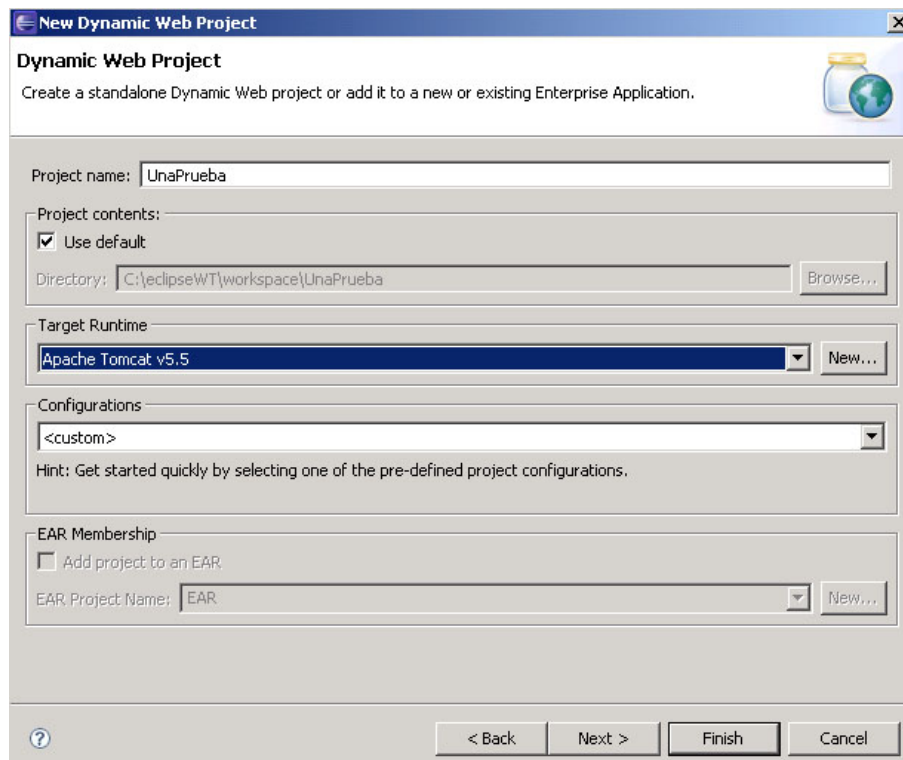 New Dynamic Web Project
Dynamic Web Project
Create a standalone Dynamic Web project or add it to a new or existing Enterprise Application.
Project name: UnaPrueba
Project contents:
Use default
Directory: C:\eclipseWT\workspace\UnaPrueba Browse...
Target Runtime
Apache Tomcat v5.5 New...
Configurations
<custom>
Hint: Get started quickly by selecting one of the pre-defined project configurations.
EAR Membership
Add project to an EAR
EAR Project Name: EAR New...
? < Back Next > Finish Cancel